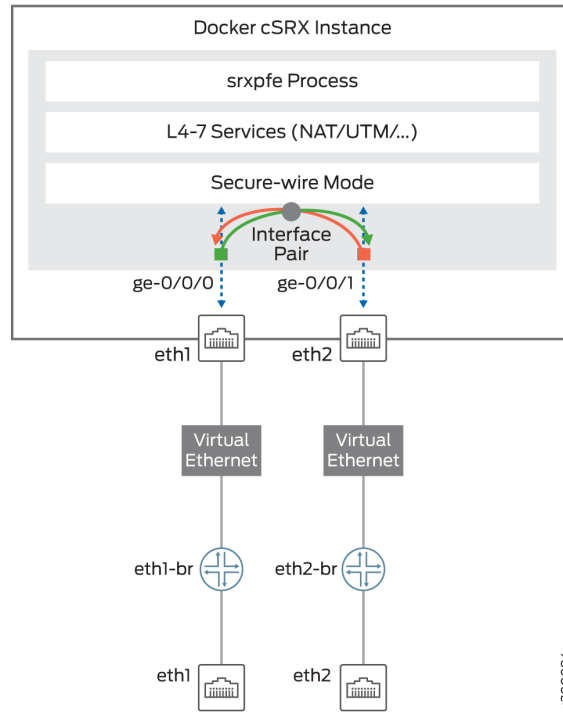 Docker cSRX Instance
srxpfe Process
L4-7 Services (NAT/UTM/...)
Secure-wire Mode
Interface
Pair
ge-0/0/0
ge-0/0/1
eth1
eth2
Virtual
Ethernet
Virtual
Ethernet
eth1-br
eth2-br
eth1
eth2